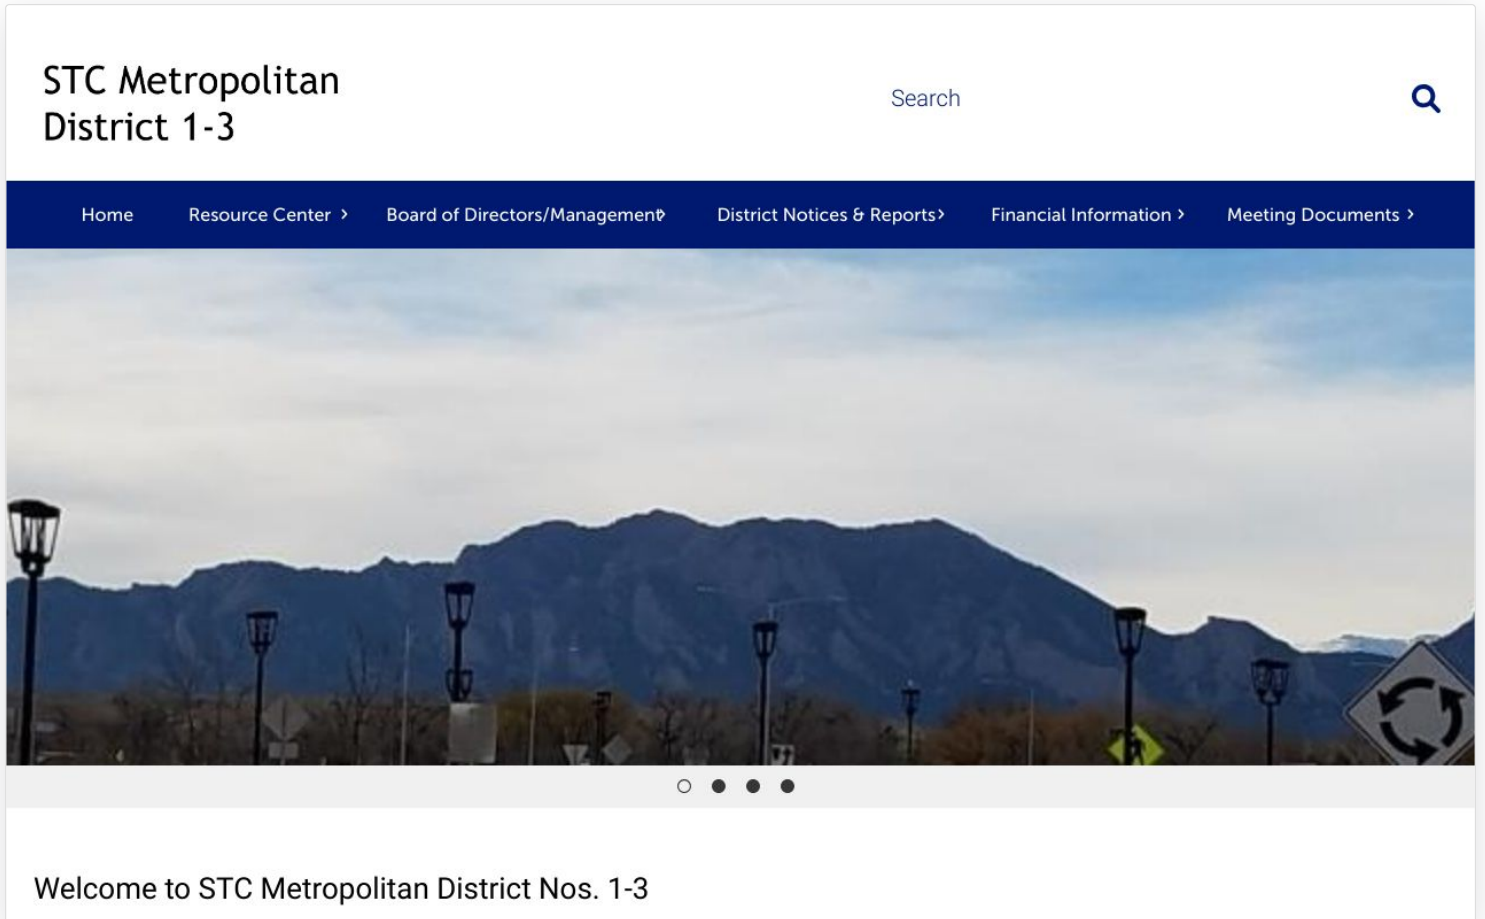 STC Metropolitan
District 1-3
Search
Home
Resource Center
Board of Directors/Management
District Notices & Reports
Financial Information
Meeting Documents
Welcome to STC Metropolitan District Nos. 1-3